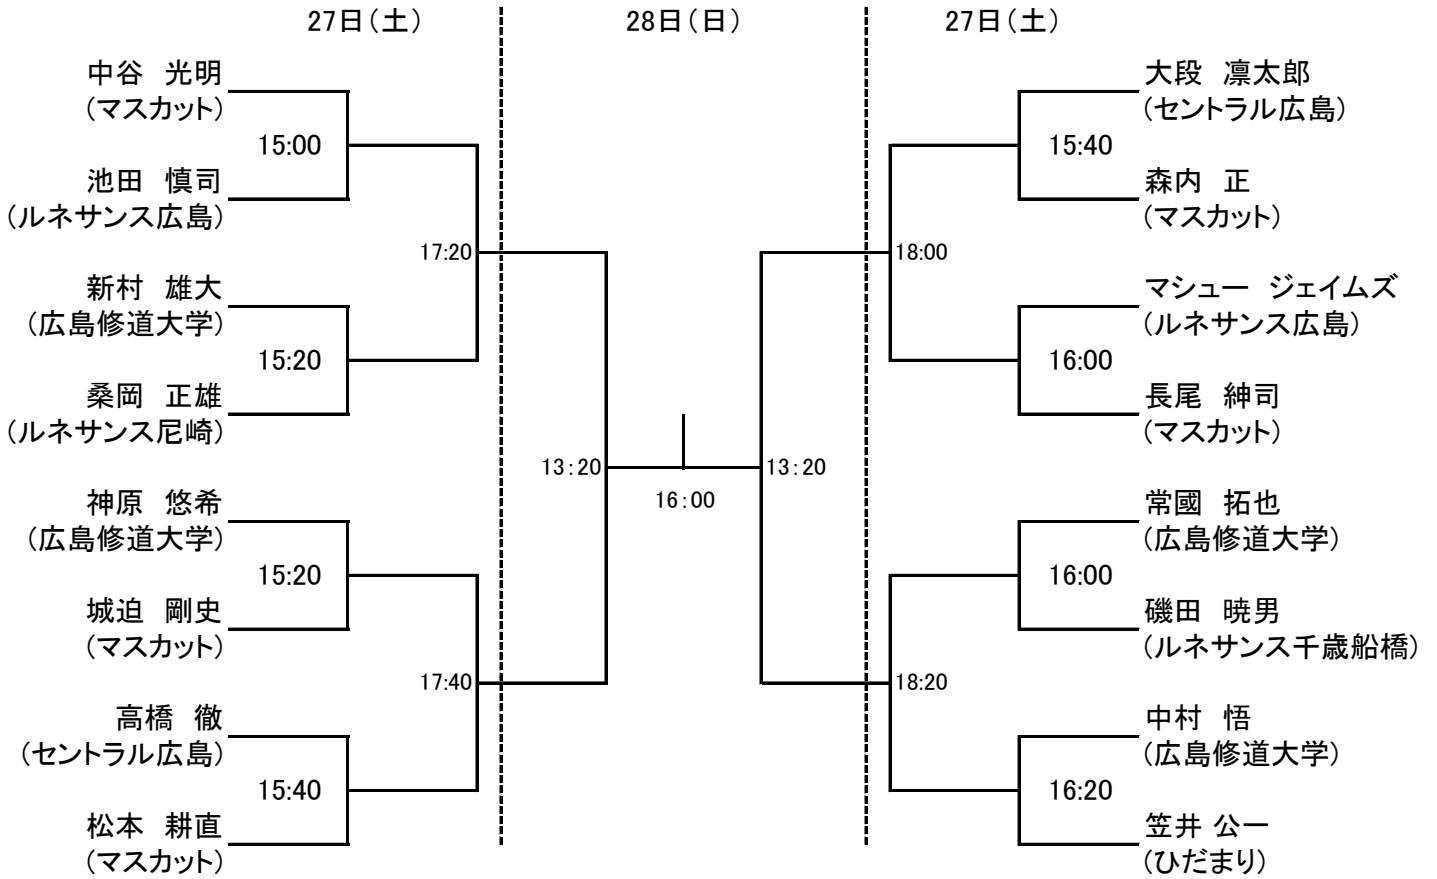 27日（土）
28日（日）
27日（土）
中谷　光明
（マスカット）
15:00
池田　慎司
（ルネサンス広島）
17:20
新村　雄大
（広島修道大学）
15:20
桑岡　正雄
（ルネサンス尼崎）
13：20
神原　悠希
（広島修道大学）
15:20
城迫　剛史
（マスカット）
17:40
高橋　徹
（セントラル広島）
15:40
松本　耕直
（マスカット）
16：00
大段　凛太郎
（セントラル広島）
15:40
森内　正
（マスカット）
18:00
マシュー　ジェイムズ
（ルネサンス広島）
16:00
長尾　紳司
（マスカット）
13：20
常國　拓也
（広島修道大学）
16:00
磯田　暁男
（ルネサンス千歳船橋）
18:20
中村　悟
（広島修道大学）
16:20
笠井 公一
（ひだまり）